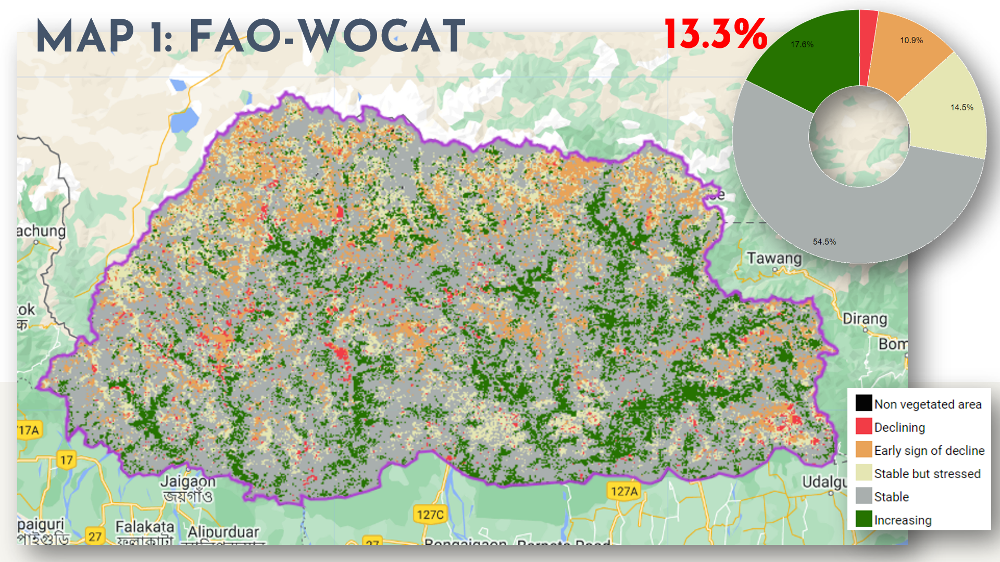 MAP 1: FAO-WOCAT
13.3%
17.6%
10.9%
14.5%
54.5%
achung
Tawang
Dirang
Bom
17A
17
Jaigaon
জয়গাঁও
127A
Udalgu
127C
paiguri
27
Falakata
Alipurduar
27
Non vegetated area
Declining
Early sign of decline
Stable but stressed
Stable
Increasing